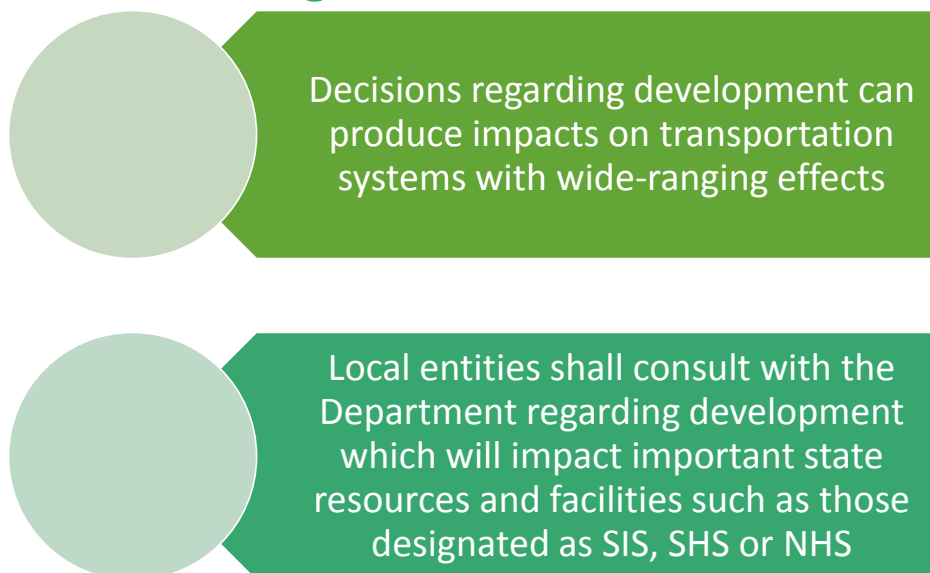 Decisions regarding development can
produce impacts on transportation
systems with wide-ranging effects
Local entities shall consult with the
Department regarding development
which will impact important state
resources and facilities such as those
designated as SIS, SHS or NHS